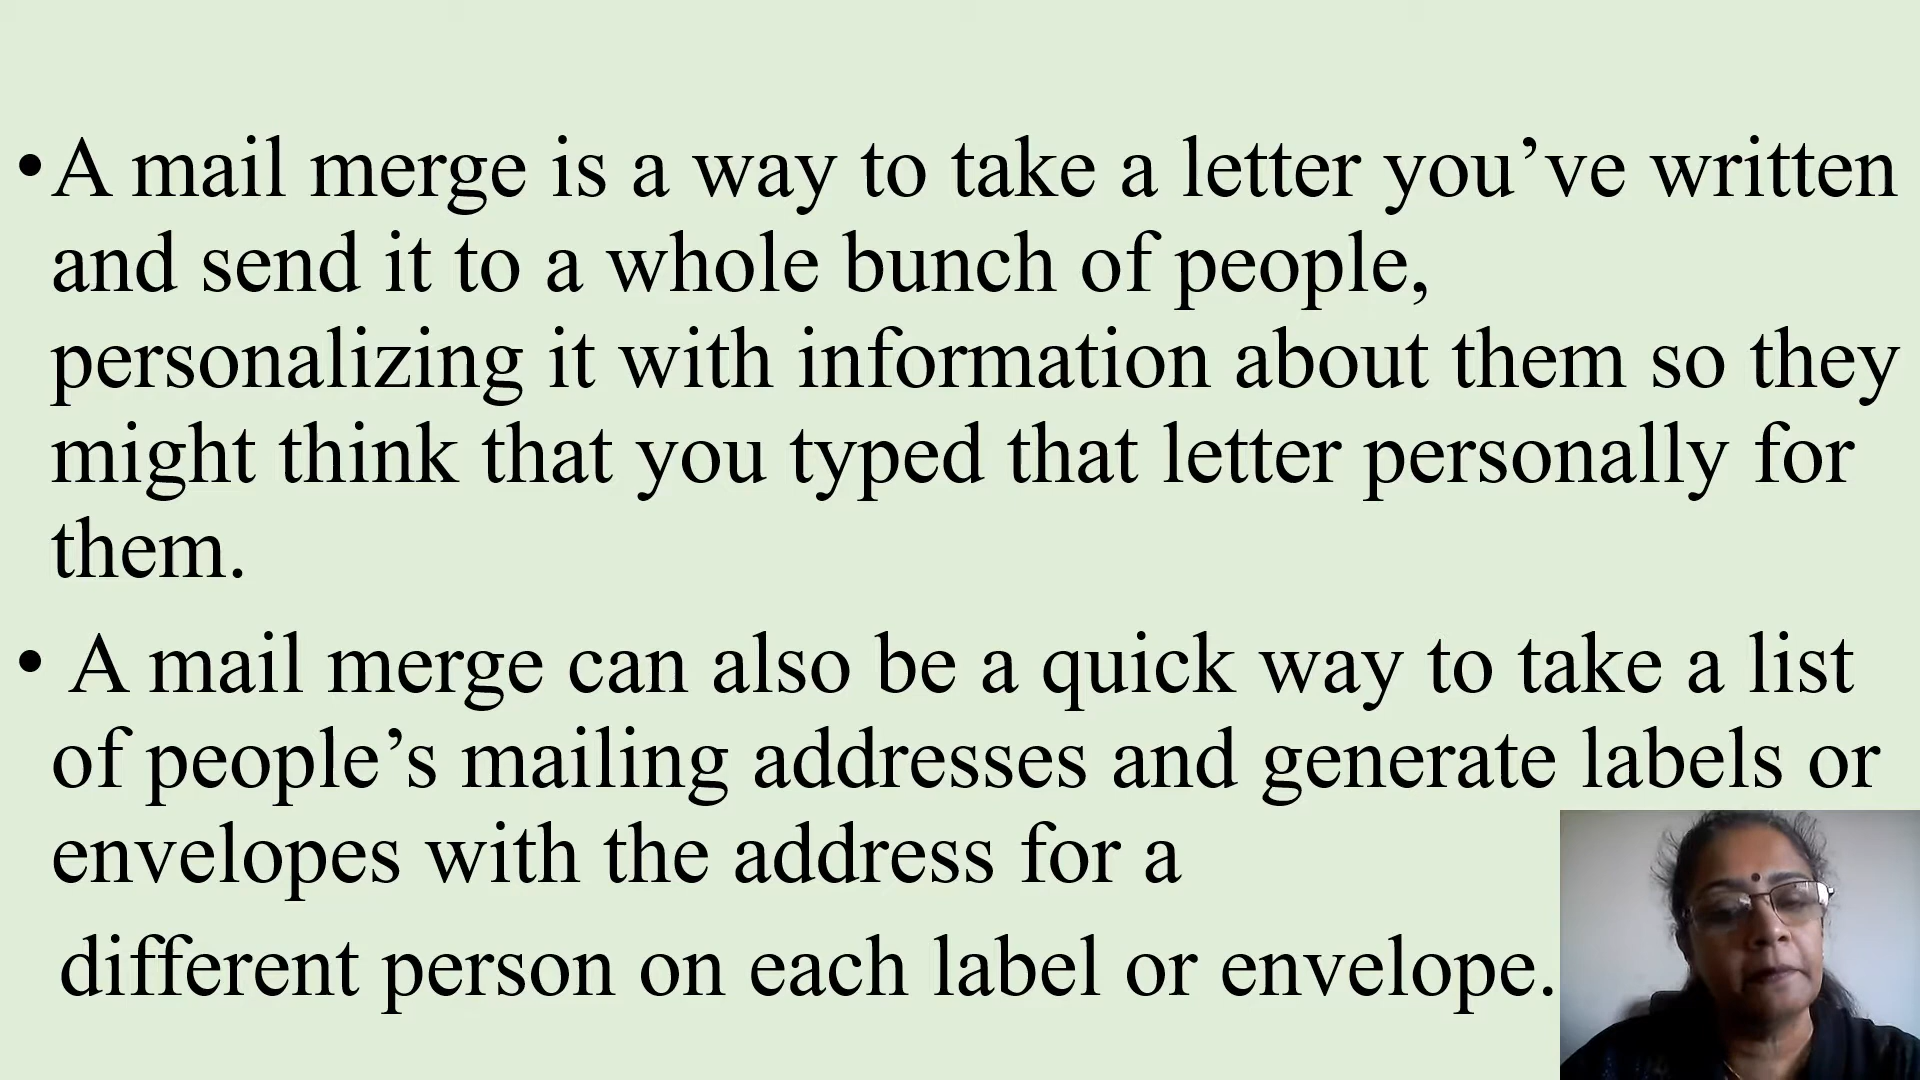 •A mail merge is a way to take a letter you’ve written
and send it to a whole bunch of people,
personalizing it with information about them so they
might think that you typed that letter personally for
them.
• A mail merge can also be a quick way to take a list
of people’s mailing addresses and generate labels or
envelopes with the address for a
different person on each label or envelope.